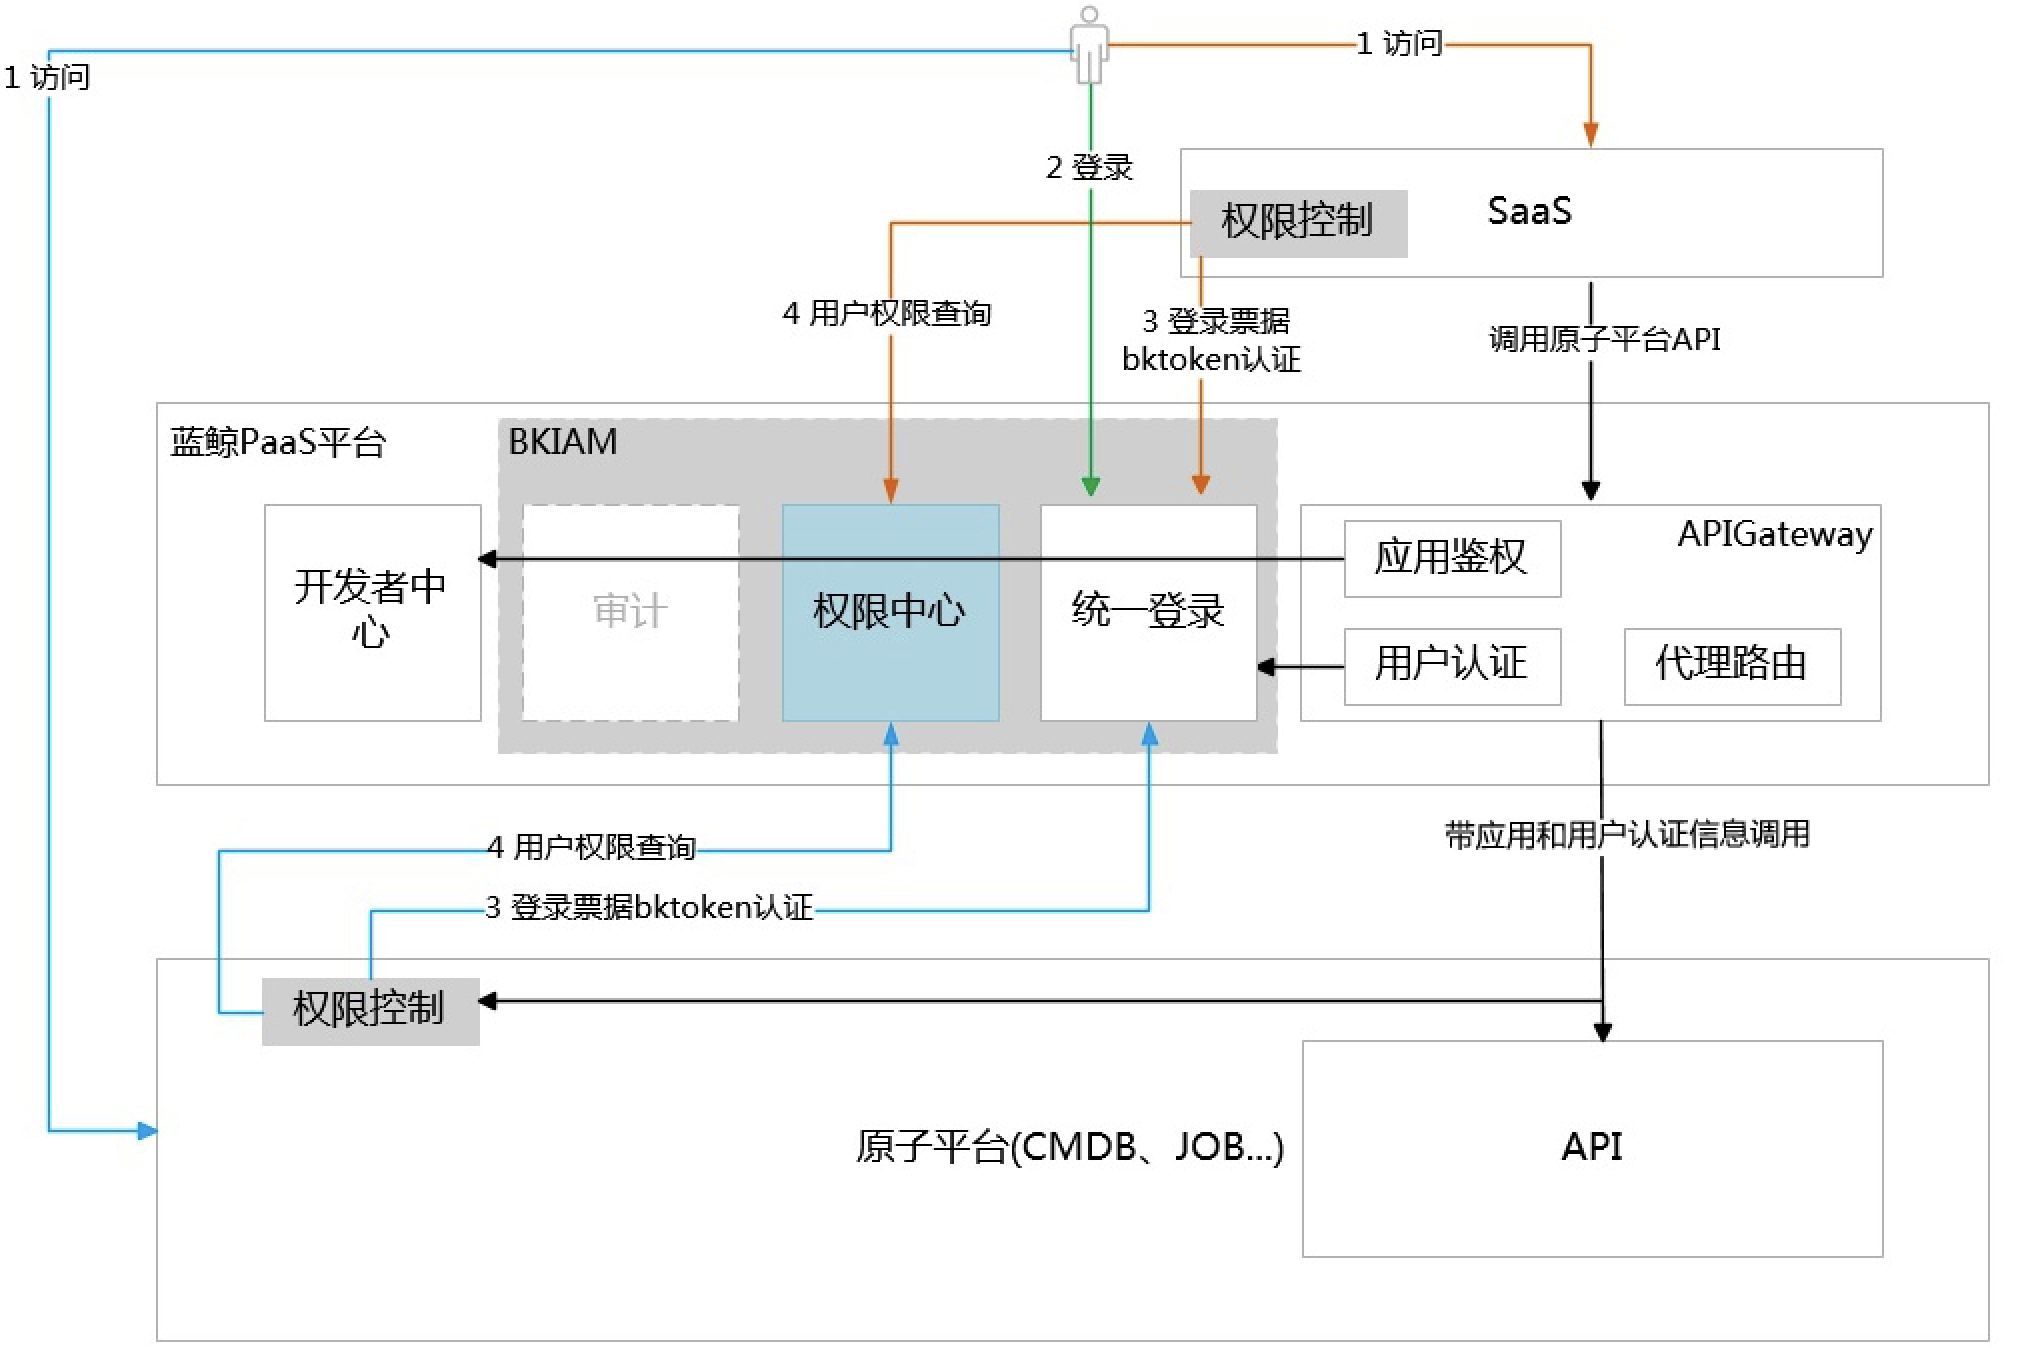 1 访问
1 访问
2 登录
权限控制
SaaS
4 用户权限查询
3 登录票据
bktoken认证
调用原子平台API
蓝鲸PaaS平台
BKIAM
APIGateway
开发者中
心
审计
权限中心
统一登录
应用鉴权
用户认证
代理路由
4 用户权限查询
带应用和用户认证信息调用
3 登录票据bktoken认证
权限控制
原子平台(CMDB、JOB...)
API